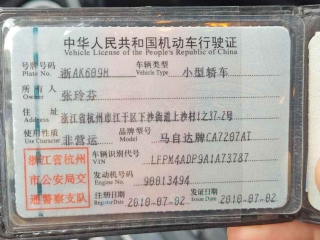 中华人民共和国机动车行驶证
Vehicle License of the People's Republic of China
号牌号码 浙AK609M 车辆类型 小型轿车
Plate No. Vehicle Type
所有人 张玲芬
Owner
住址 浙江省杭州市江干区下沙街道上沙村1之37-2号
Address
使用性质 非营运 品牌型号 马自达牌CA7207AT
Use Character Model
浙江省杭州 车辆识别代号 LFPM4ADP9A1A73787
VIN
市公安局交 发动机号码 90013494
Engine No.
通警察支队 注册日期 2010-07-02 发证日期 2010-07-02
Register Date Issue Date